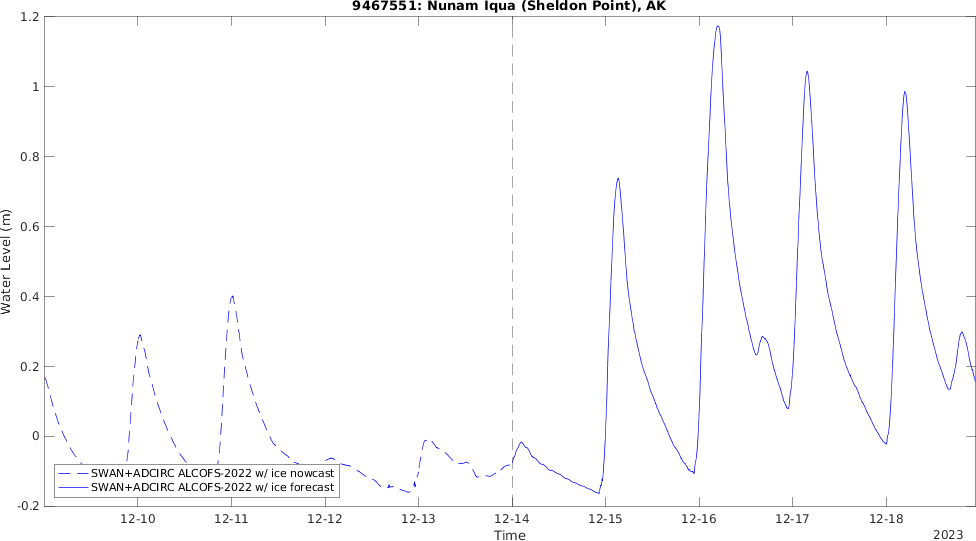 9467551: Nunam Iqua (Sheldon Point), AK
1.2
1
0.8
0.6
0.4
0.2
0
-0.2
Water Level (m)
SWAN+ADCIRC ALCOFS-2022 w/ ice nowcast
SWAN+ADCIRC ALCOFS-2022 w/ ice forecast
12-10 12-11 12-12 12-13 12-14 12-15 12-16 12-17 12-18
Time
2023